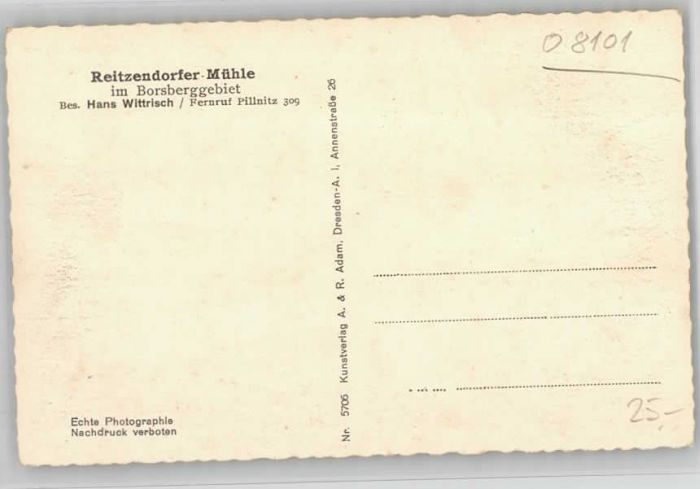 Reitzendorfer Mühle
im Borsberggebiet
Bes. Hans Wittrisch / Fernruf Pillnitz 309
Echte Photographie
Nachdruck verboten
Nr. 5706 Kunstverlag A. & R. Adam, Dresden-A. I, Annenstraße 26
O 8101
25,-